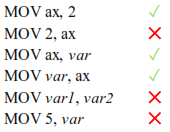 MOV ax, 2 ✓
MOV 2, ax ✕
MOV ax, var ✓
MOV var, ax ✓
MOV var1, var2 ✕
MOV 5, var ✕